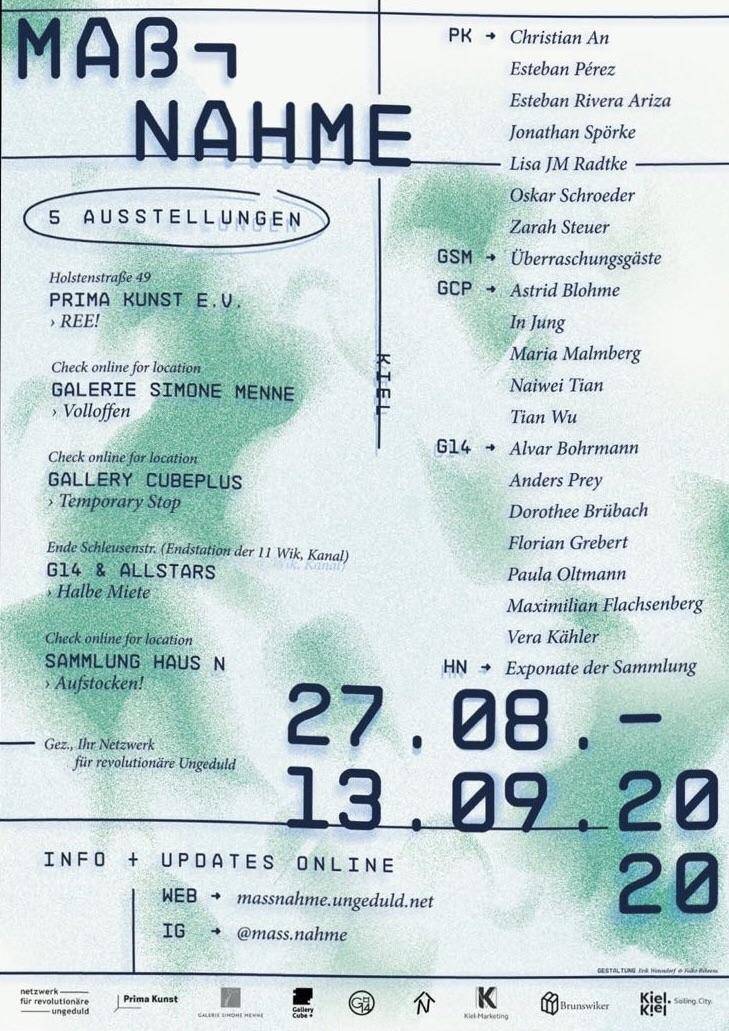 MAẞ¬
NAHME
5 AUSSTELLUNGEN
Holstenstraße 49
PRIMA KUNST E.V.
› REE!
Check online for location
GALERIE SIMONE MENNE
› Volloffen
Check online for location
GALLERY CUBEPLUS
› Temporary Stop
Ende Schleusenstr. (Endstation der 11 Wik, Kanal)
G14 & ALLSTARS
› Halbe Miete
Check online for location
SAMMLUNG HAUS N
› Aufstocken!
Gez., Ihr Netzwerk
für revolutionäre Ungeduld
KIEL
PK → Christian An
Esteban Pérez
Esteban Rivera Ariza
Jonathan Spörke
Lisa JM Radtke
Oskar Schroeder
Zarah Steuer
GSM → Überraschungsgäste
GCP → Astrid Blohme
In Jung
Maria Malmberg
Naiwei Tian
Tian Wu
G14 → Alvar Bohrmann
Anders Prey
Dorothee Brübach
Florian Grebert
Paula Oltmann
Maximilian Flachsenberg
Vera Kähler
HN → Exponate der Sammlung
27.08.–
13.09.20
20
INFO + UPDATES ONLINE
WEB → massnahme.ungeduld.net
IG → @mass.nahme
GESTALTUNG Erik
netzwerk
für revolutionäre
ungeduld
Prima Kunst
GALERIE SIMONE MENNE
Gallery
Cube +
G14
N
K
Kiel-Marketing
Brunswiker
Kiel.
Kiel
Sailing.City.